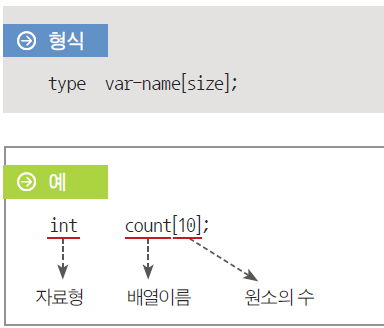 형식
type var-name[size];
예
int count[10];
자료형 배열이름 원소의 수